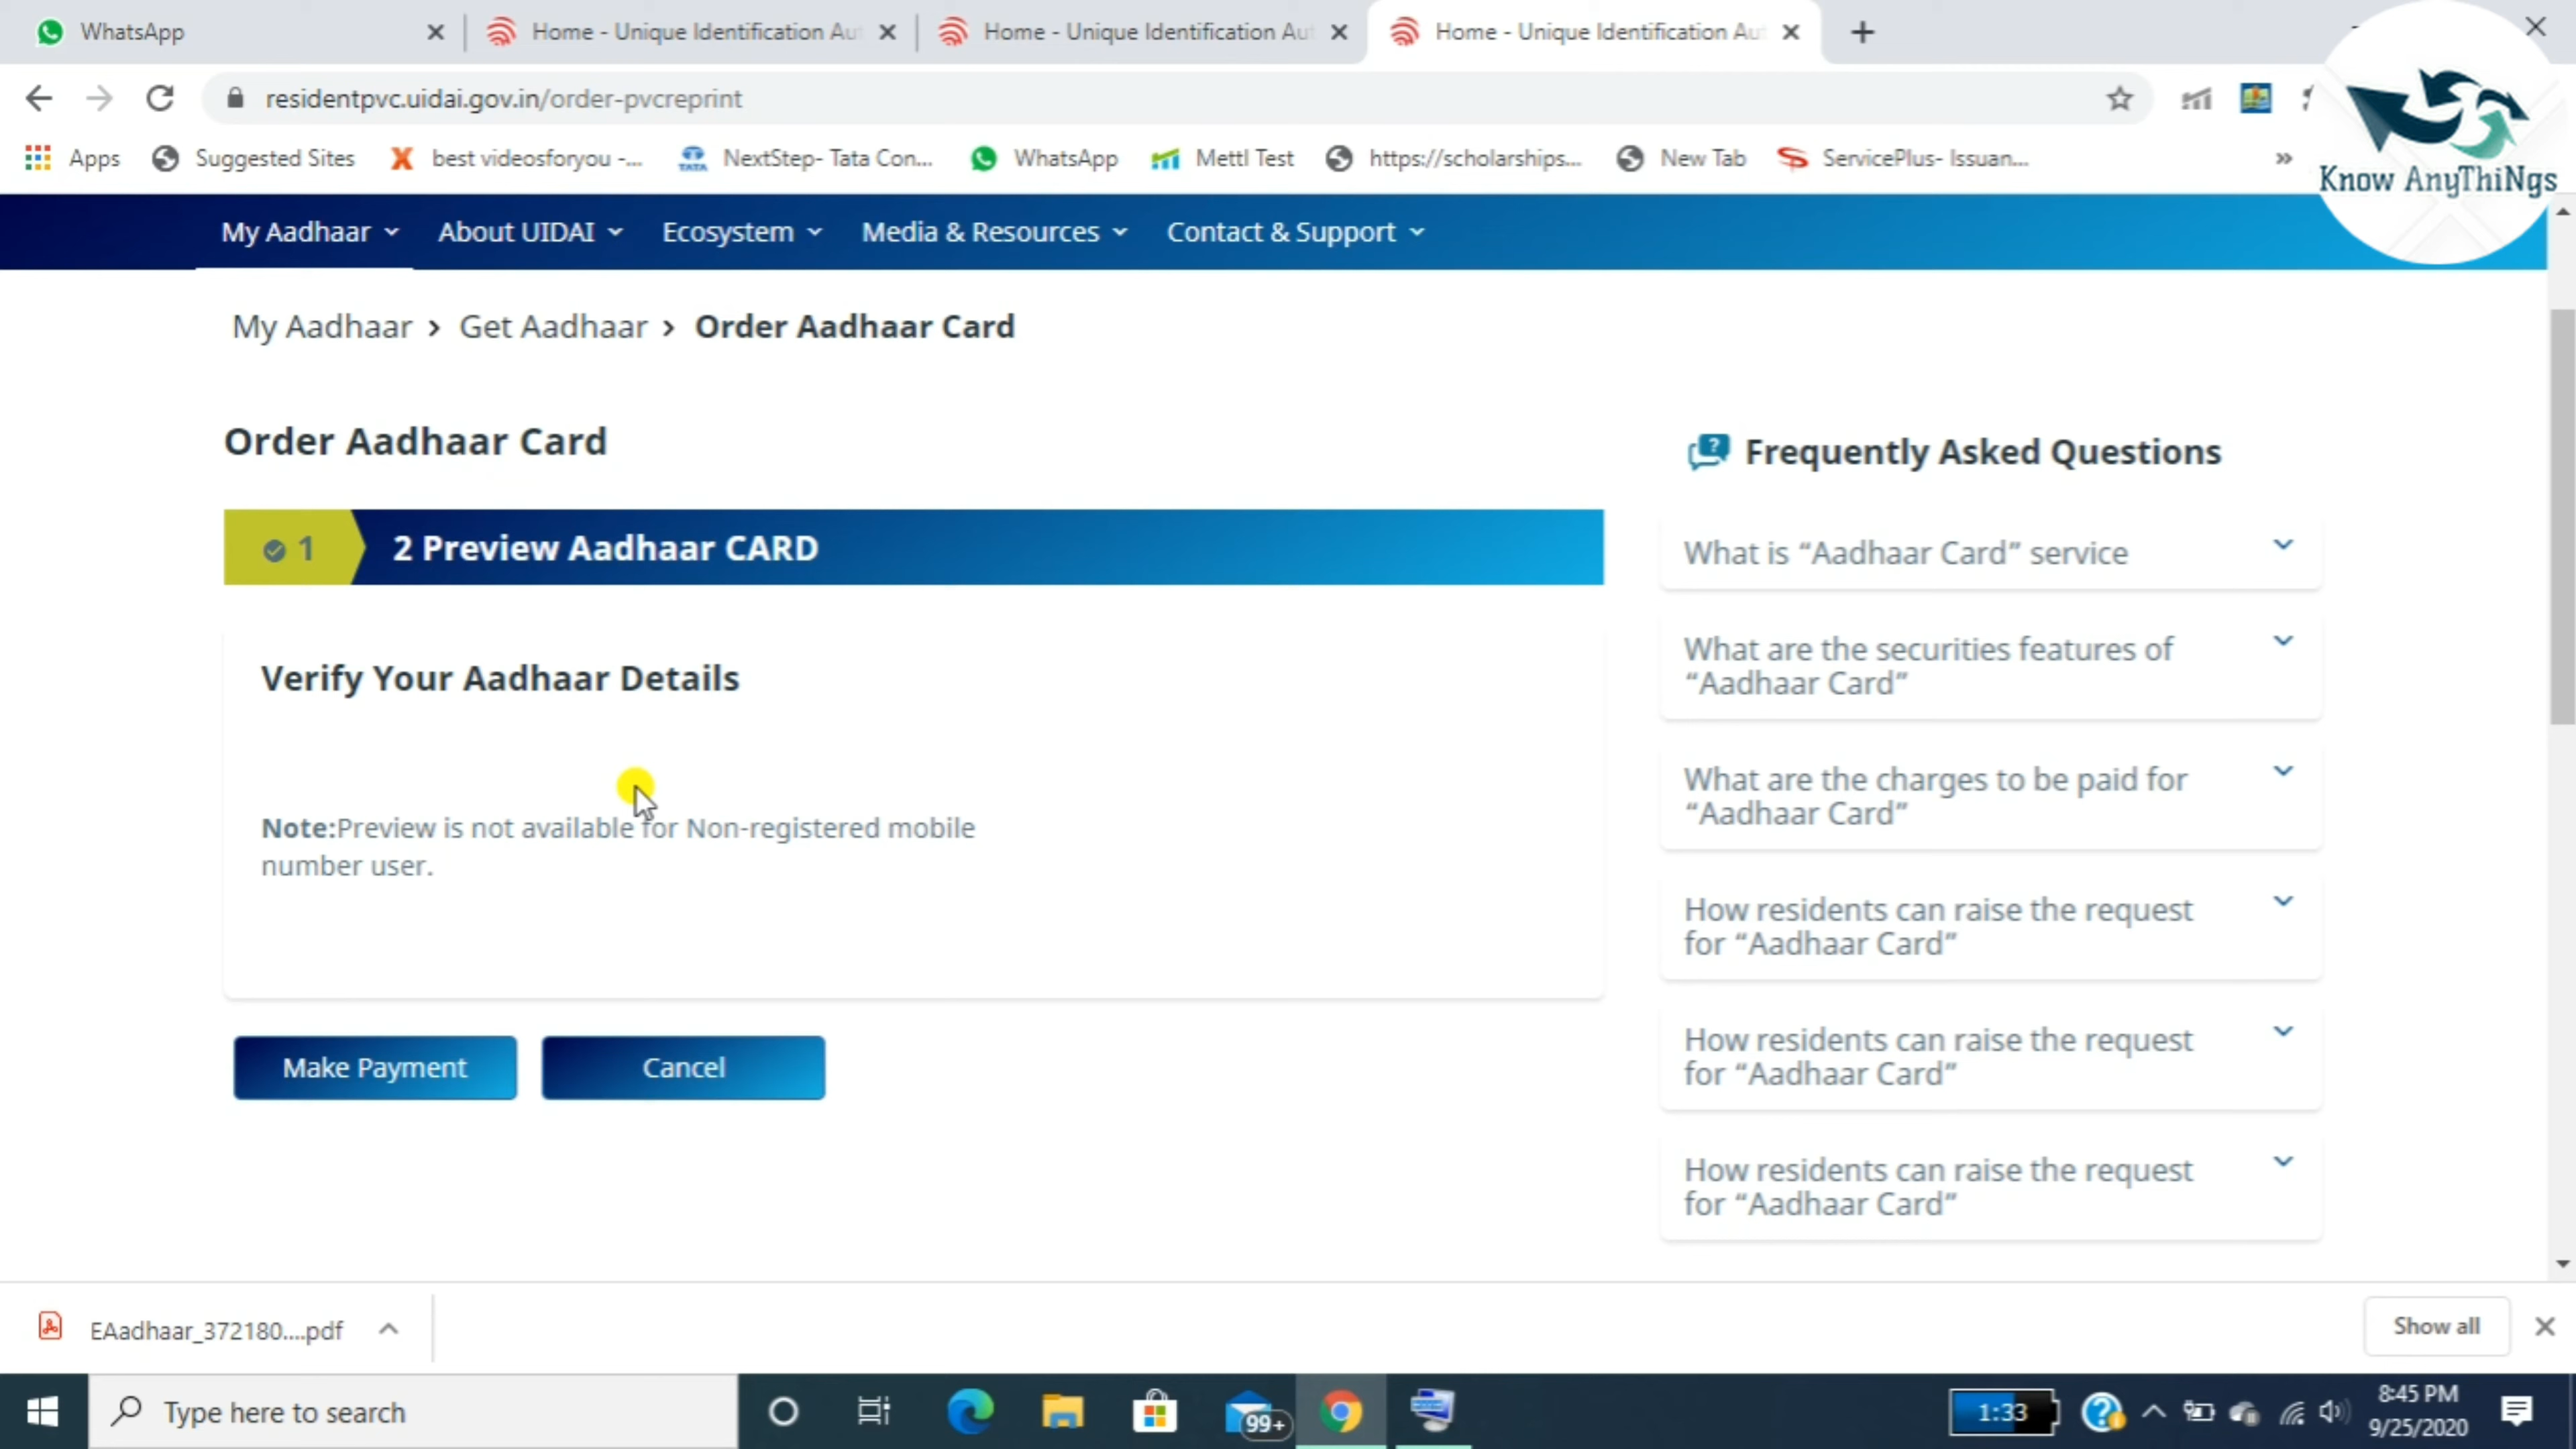 WhatsApp
Home - Unique Identification Aut
Home - Unique Identification Aut
Home - Unique Identification Aut
residentpvc.uidai.gov.in/order-pvcreprint
Apps
Suggested Sites
best videosforyou -...
NextStep- Tata Con...
WhatsApp
Mettl Test
https://scholarships...
New Tab
ServicePlus- Issuan...
»
Know AnyThiNgs
My Aadhaar
About UIDAI
Ecosystem
Media & Resources
Contact & Support
My Aadhaar > Get Aadhaar > Order Aadhaar Card
Order Aadhaar Card
1
2 Preview Aadhaar CARD
Verify Your Aadhaar Details
Note:Preview is not available for Non-registered mobile
number user.
Make Payment
Cancel
Frequently Asked Questions
What is “Aadhaar Card” service
What are the securities features of
“Aadhaar Card”
What are the charges to be paid for
“Aadhaar Card”
How residents can raise the request
for “Aadhaar Card”
How residents can raise the request
for “Aadhaar Card”
How residents can raise the request
for “Aadhaar Card”
EAadhaar_372180....pdf
Show all
Type here to search
99+
1:33
8:45 PM
9/25/2020